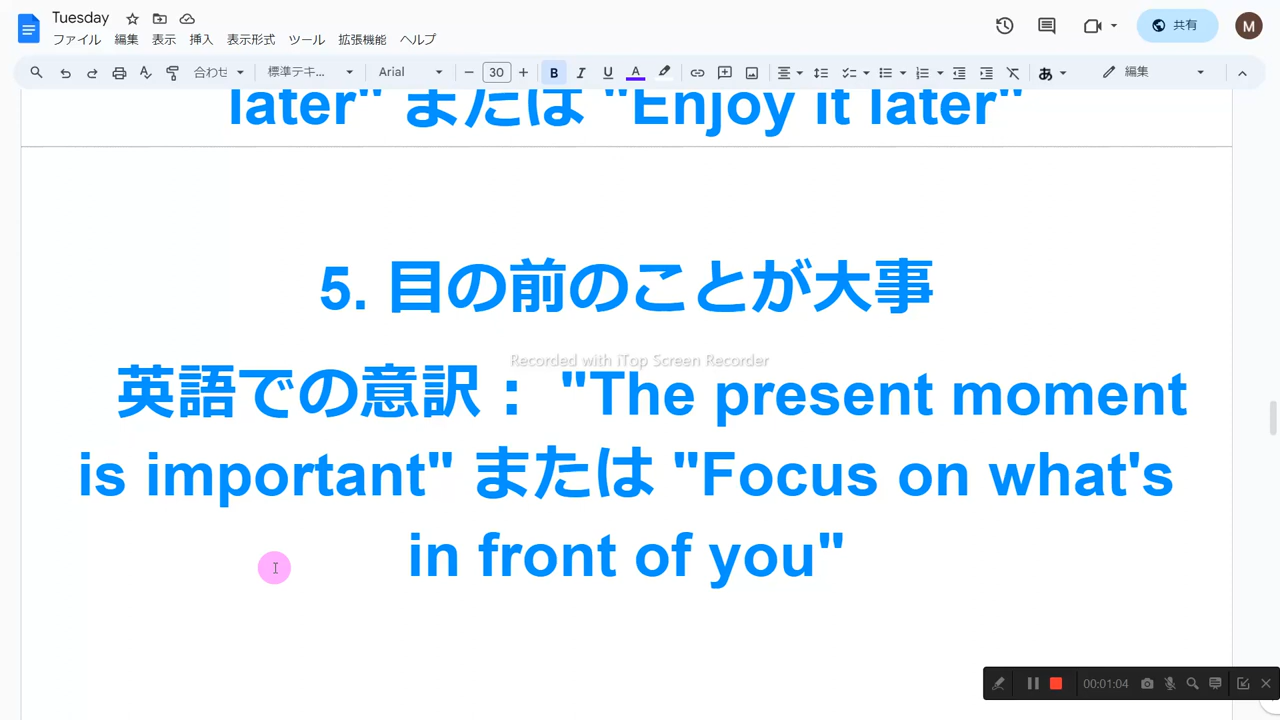 Tuesday
ファイル 編集 表示 挿入 表示形式 ツール 拡張機能 ヘルプ
共有
M
合わせ 標準テキ... Arial 30 B I U A あ 編集
later" または "Enjoy it later"
5. 目の前のことが大事
Recorded with iTop Screen Recorder
英語での意訳： "The present moment
is important" または "Focus on what's
in front of you"
00:01:04